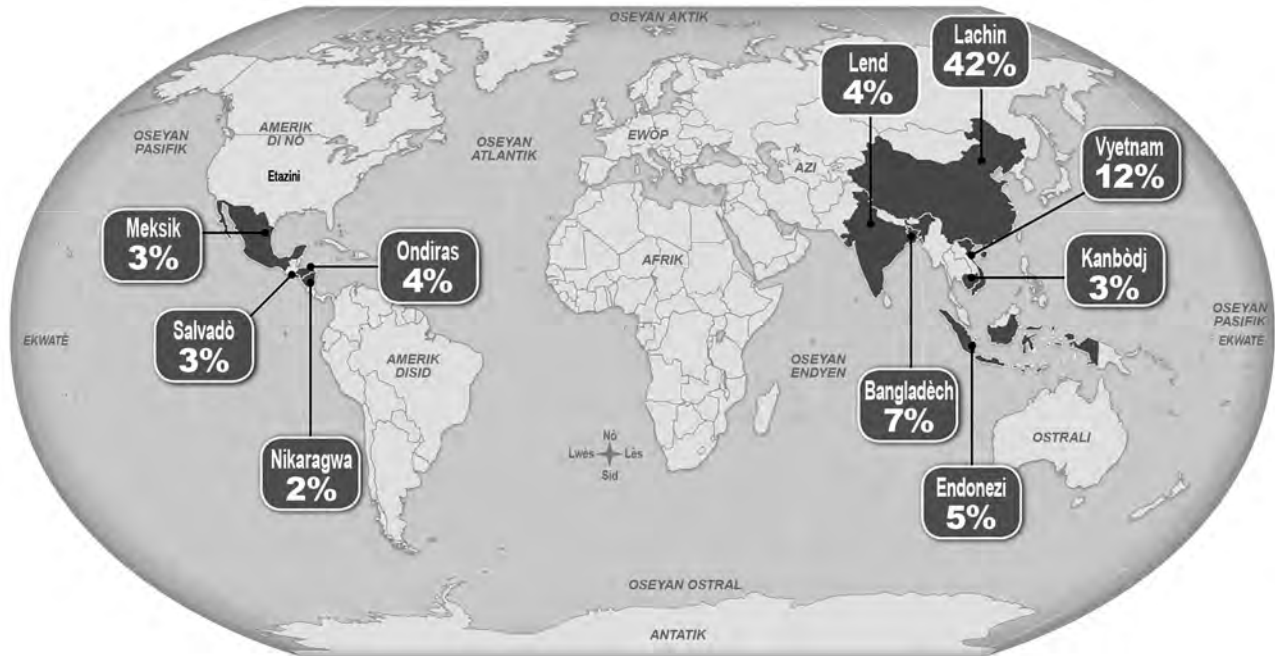 OSEYAN AKTIK
Lachin
42%
Lend
4%
OSEYAN
PASIFIK
AMERIK
DI NÒ
OSEYAN
ATLANTIK
EWÒP
AZI
Vyetnam
12%
Etazini
Meksik
3%
Ondiras
4%
AFRIK
Kanbòdj
3%
Salvadò
3%
EKWATÈ
AMERIK
DISID
OSEYAN
ENDYEN
OSEYAN
PASIFIK
EKWATÈ
Bangladèch
7%
Nikaragwa
2%
Nò
Lwès
Lès
Sid
OSTRALI
Endonezi
5%
OSEYAN OSTRAL
ANTATIK